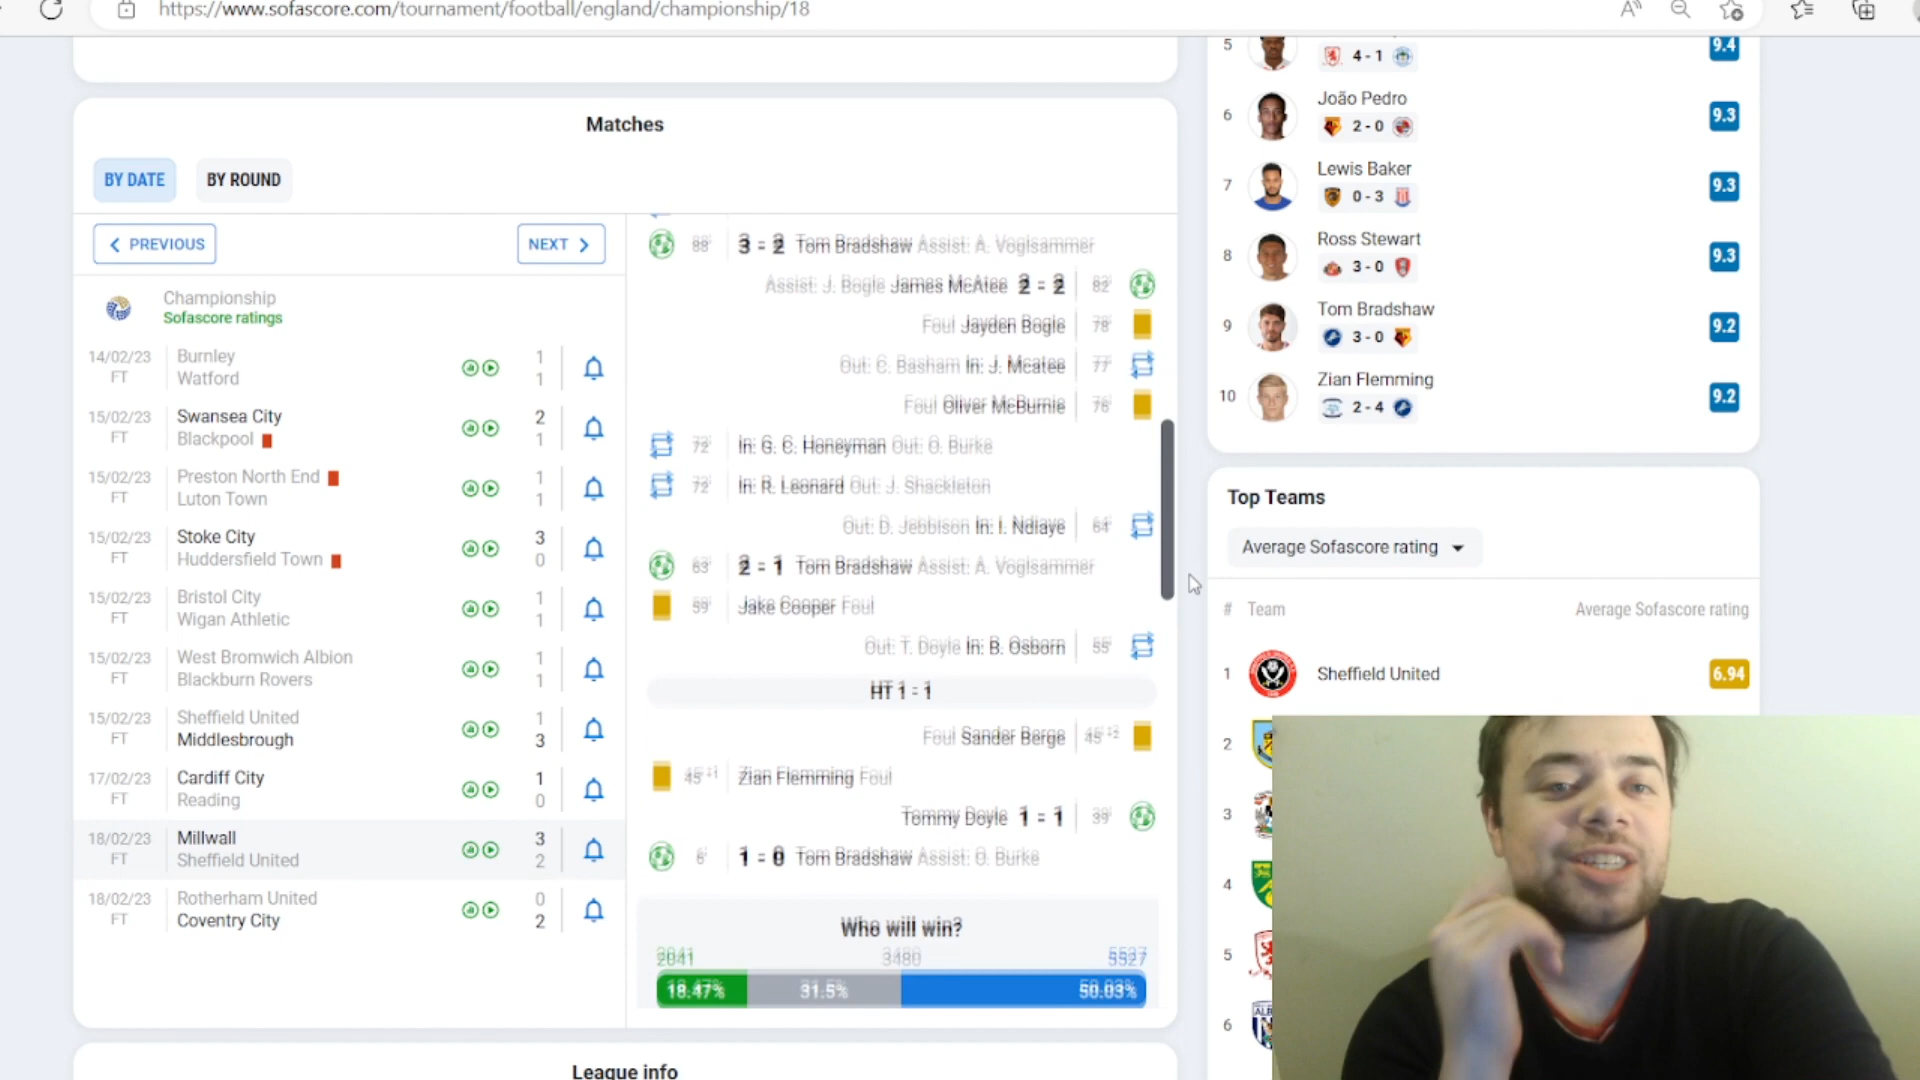 https://www.sofascore.com/tournament/football/england/championship/18
Matches
BY DATE
BY ROUND
PREVIOUS
NEXT
Championship
Sofascore ratings
14/02/23 Burnley 1
FT Watford 1
15/02/23 Swansea City 2
FT Blackpool 1
15/02/23 Preston North End 1
FT Luton Town 1
15/02/23 Stoke City 3
FT Huddersfield Town 0
15/02/23 Bristol City 1
FT Wigan Athletic 1
15/02/23 West Bromwich Albion 1
FT Blackburn Rovers 1
15/02/23 Sheffield United 1
FT Middlesbrough 3
17/02/23 Cardiff City 1
FT Reading 0
18/02/23 Millwall 3
FT Sheffield United 2
18/02/23 Rotherham United 0
FT Coventry City 2
88' 3 - 2 Tom Bradshaw Assist: A. Voglsammer
Assist: J. Bogle James McAtee 2 - 2 82'
Foul Jayden Bogle 78'
Out: C. Basham In: J. Mcatee 77'
Foul Oliver McBurnie 76'
72' In: G. C. Honeyman Out: O. Burke
72' In: R. Leonard Out: J. Shackleton
Out: D. Jebbison In: I. Ndiaye 64'
63' 2 - 1 Tom Bradshaw Assist: A. Voglsammer
59' Jake Cooper Foul
Out: T. Doyle In: B. Osborn 55'
HT 1 - 1
Foul Sander Berge 45'+2
45'+1 Zian Flemming Foul
Tommy Doyle 1 - 1 39'
6' 1 - 0 Tom Bradshaw Assist: O. Burke
Who will win?
2041 3480 5527
18.47% 31.5% 50.03%
League info
5 4 - 1 9.4
6 João Pedro 9.3
2 - 0
7 Lewis Baker 9.3
0 - 3
8 Ross Stewart 9.3
3 - 0
9 Tom Bradshaw 9.2
3 - 0
10 Zian Flemming 9.2
2 - 4
Top Teams
Average Sofascore rating
# Team Average Sofascore rating
1 Sheffield United 6.94
2
3
4
5
6